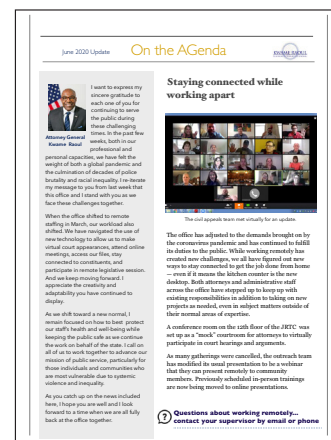 June 2020 Update
On the AGenda
KWAME RAOUL
I want to express my
sincere gratitude to
each one of you for
continuing to serve
the public during
these challenging
times. In the past few
weeks, both in our
professional and
Attorney General
Kwame Raoul
personal capacities, we have felt the
weight of both a global pandemic and
the culmination of decades of police
brutality and racial inequality. I re-iterate
my message to you from last week that
this office and I stand with you as we
face these challenges together.
When the office shifted to remote
staffing in March, our workload also
shifted. We have navigated the use of
new technology to allow us to make
virtual court appearances, attend online
meetings, access our files, stay
connected to constituents, and
participate in remote legislative session.
And we keep moving forward. I
appreciate the creativity and
adaptability you have continued to
display.
As we shift toward a new normal, I
remain focused on how to best protect
our staff's health and well-being while
keeping the public safe as we continue
the work on behalf of the state. I call on
all of us to work together to advance our
mission of public service, particularly for
those individuals and communities who
are most vulnerable due to systemic
violence and inequality.
As you catch up on the news included
here, I hope you are well and I look
forward to a time when we are all fully
back at the office together.
Staying connected while
working apart
The civil appeals team met virtually for an update.
The office has adjusted to the demands brought on by
the coronavirus pandemic and has continued to fulfill
its duties to the public. While working remotely has
created new challenges, we all have figured out new
ways to stay connected to get the job done from home
— even if it means the kitchen counter is the new
desktop. Both attorneys and administrative staff
across the office have stepped up to keep up with
existing responsibilities in addition to taking on new
projects as needed, even in subject matters outside of
their normal areas of expertise.
A conference room on the 12th floor of the JRTC was
set up as a "mock" courtroom for attorneys to virtually
participate in court hearings and arguments.
As many gatherings were cancelled, the outreach team
has modified its usual presentation to be a webinar
that they can present remotely to community
members. Previously scheduled in-person trainings
are now being moved to online presentations.
?
Questions about working remotely...
contact your supervisor by email or phone